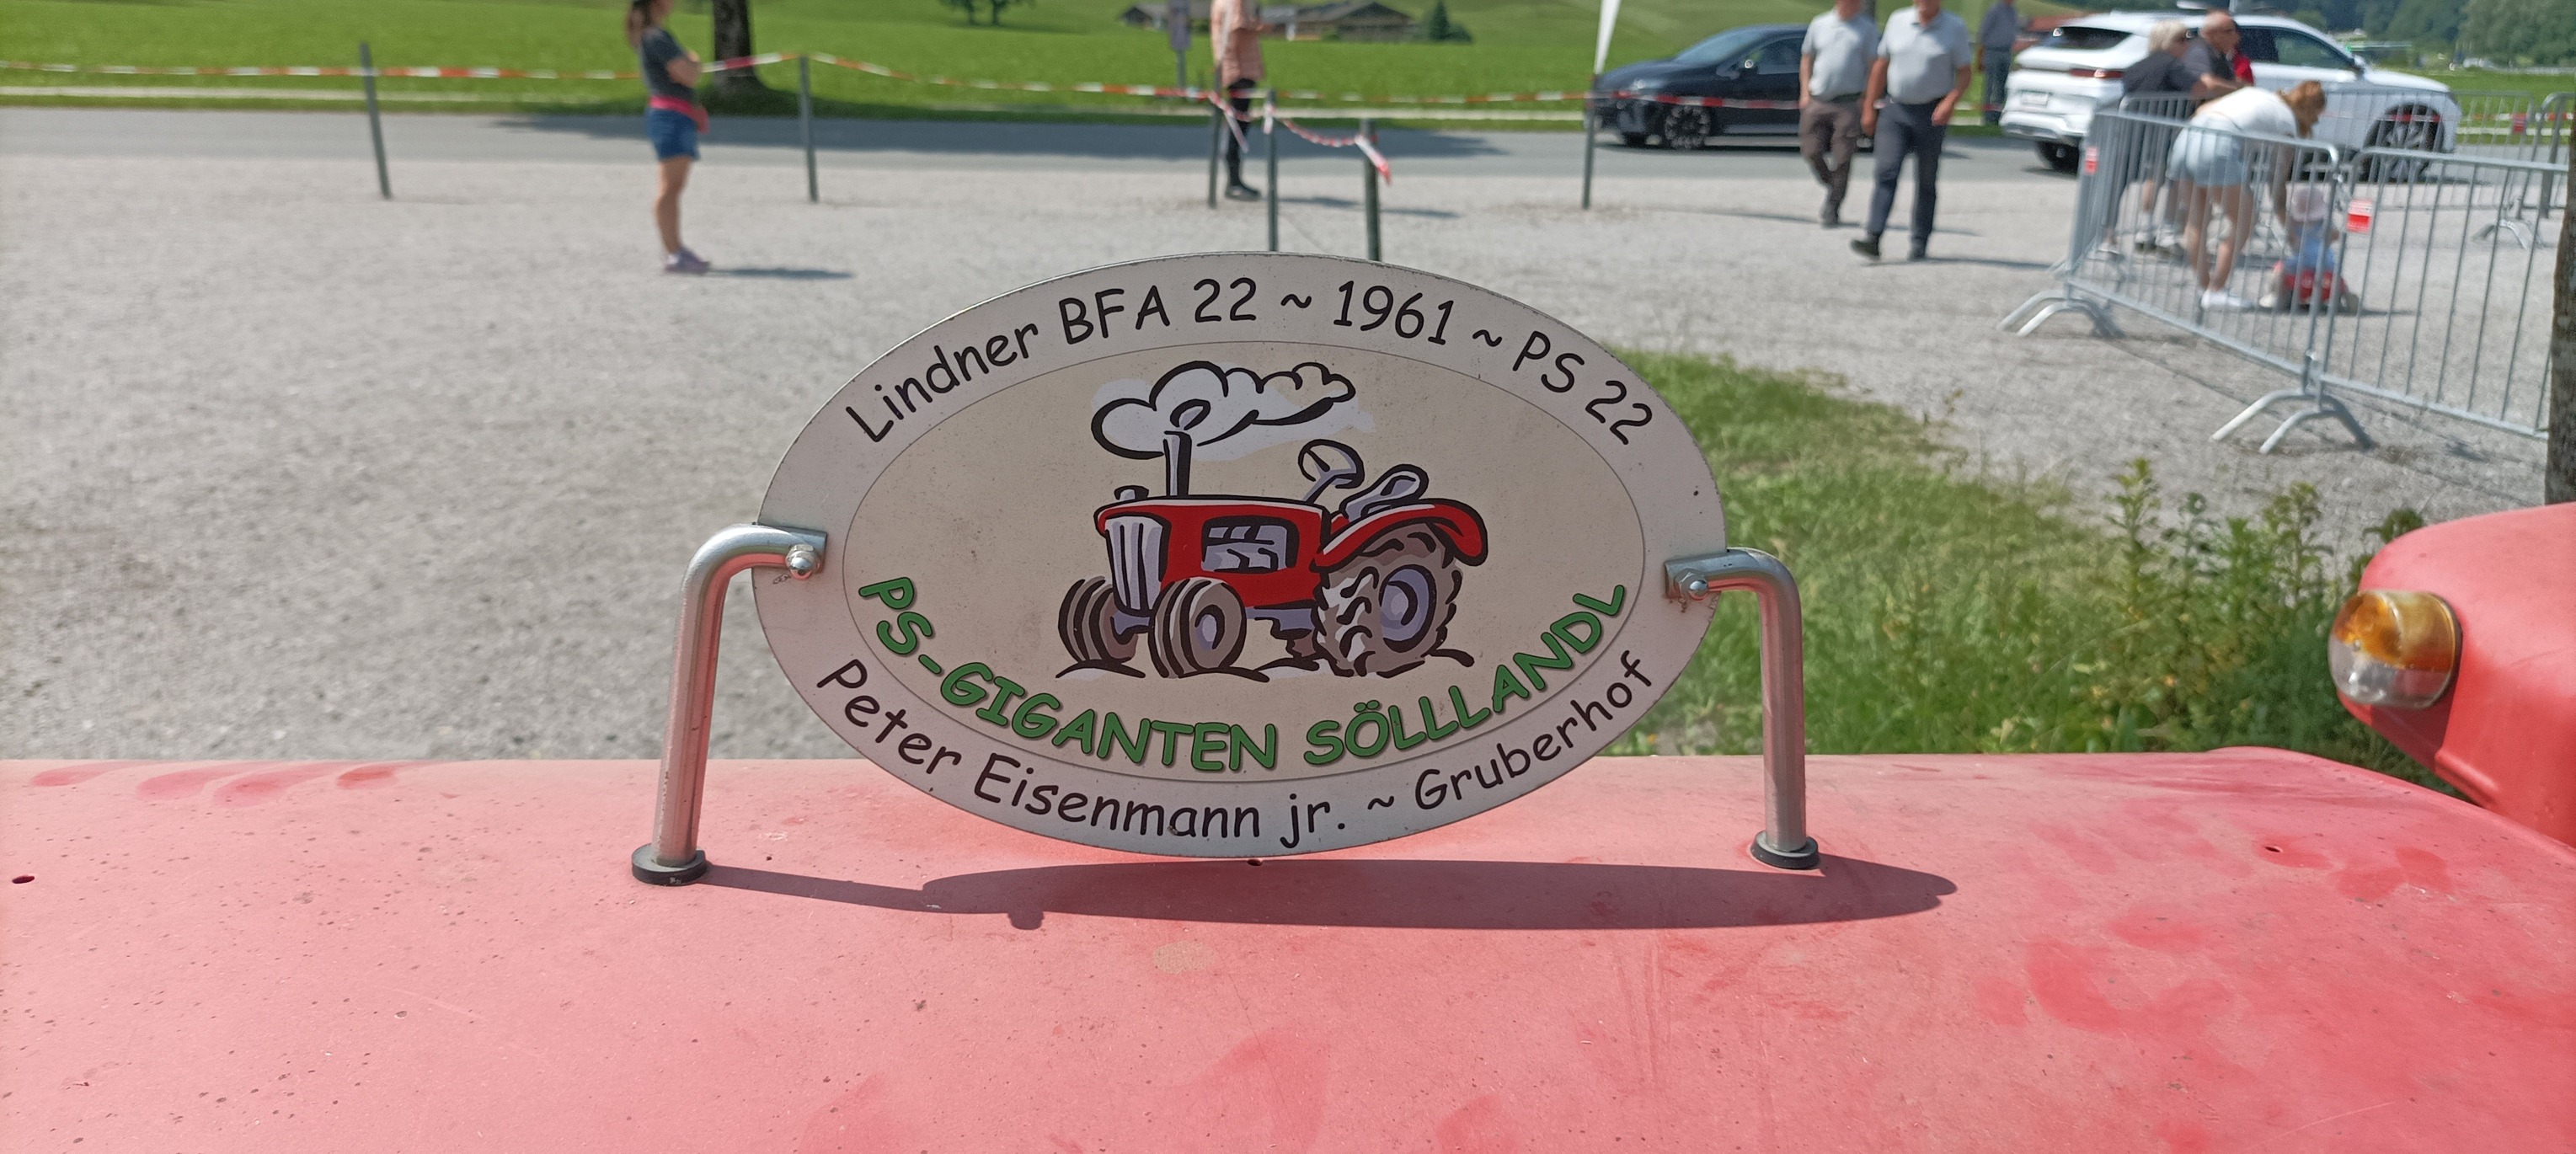 Lindner BFA 22 ~ 1961 ~ PS 22
PS-GIGANTEN SÖLLLANDL
Peter Eisenmann jr. ~ Gruberhof